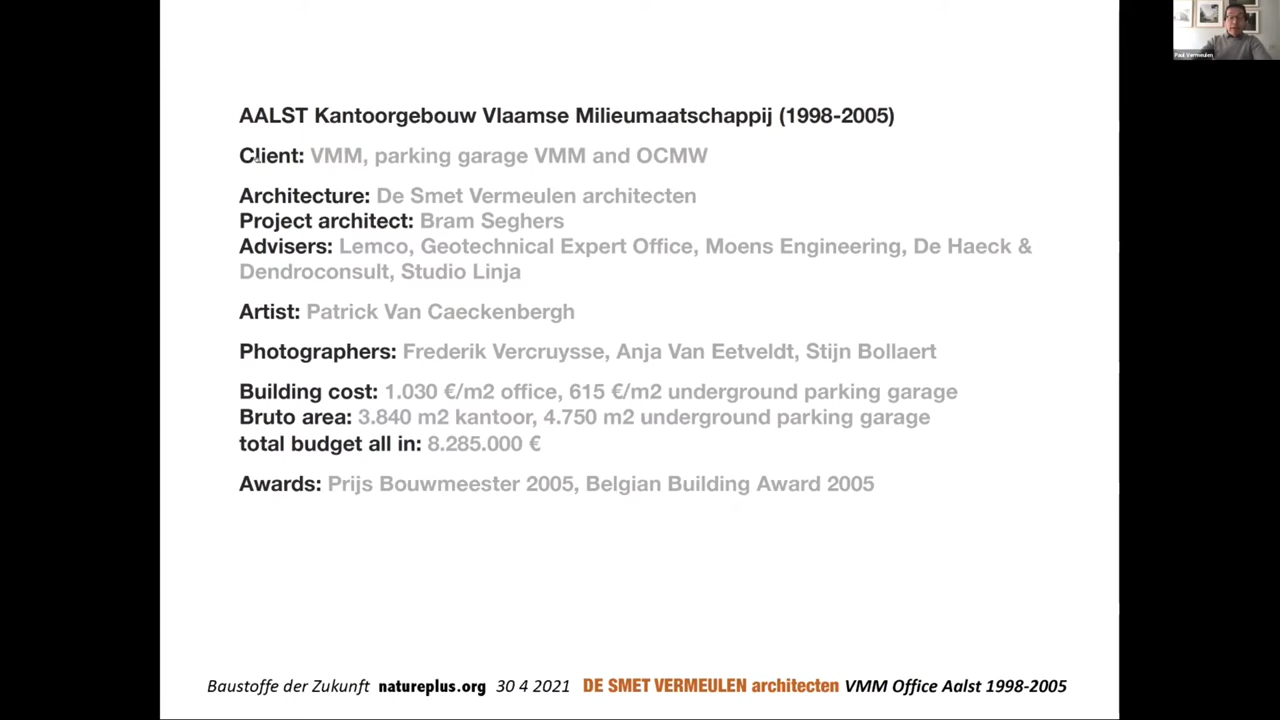 Paul Vermeulen
AALST Kantoorgebouw Vlaamse Milieumaatschappij (1998-2005)
Client: VMM, parking garage VMM and OCMW
Architecture: De Smet Vermeulen architecten
Project architect: Bram Seghers
Advisers: Lemco, Geotechnical Expert Office, Moens Engineering, De Haeck &
Dendroconsult, Studio Linja
Artist: Patrick Van Caeckenbergh
Photographers: Frederik Vercruysse, Anja Van Eetveldt, Stijn Bollaert
Building cost: 1.030 €/m2 office, 615 €/m2 underground parking garage
Bruto area: 3.840 m2 kantoor, 4.750 m2 underground parking garage
total budget all in: 8.285.000 €
Awards: Prijs Bouwmeester 2005, Belgian Building Award 2005
Baustoffe der Zukunft natureplus.org 30 4 2021 DE SMET VERMEULEN architecten VMM Office Aalst 1998-2005